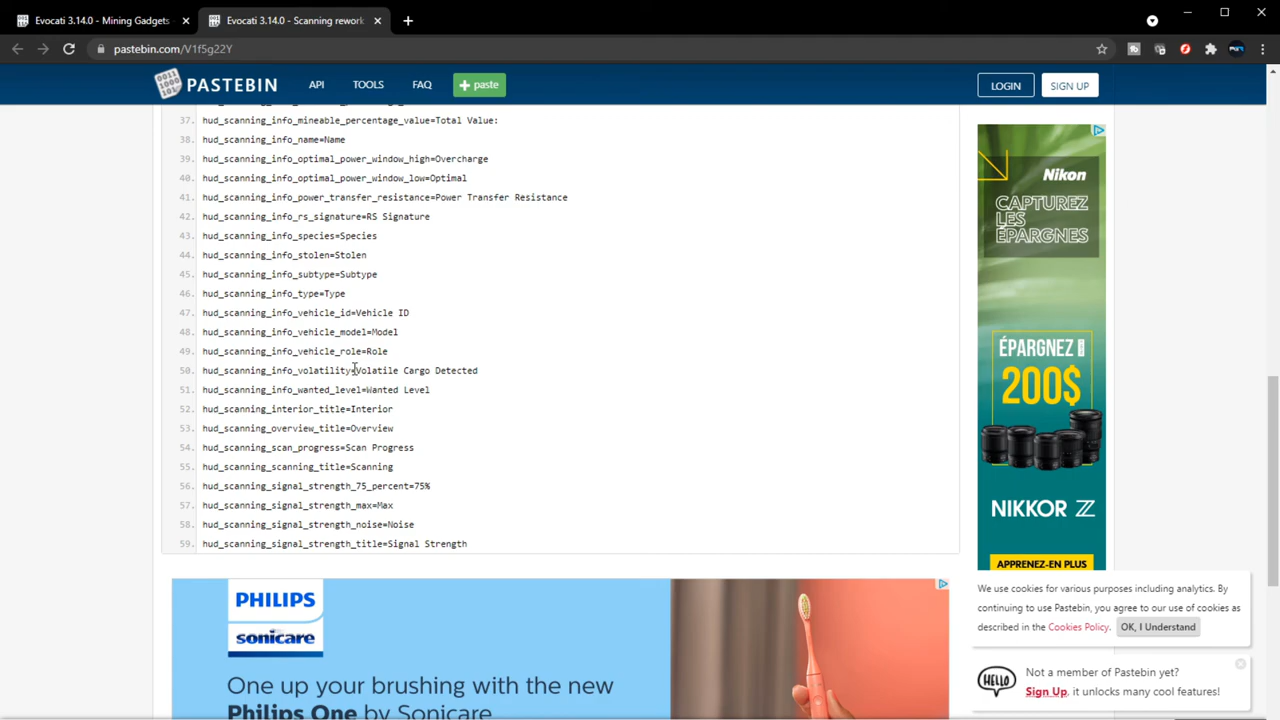 Evocati 3.14.0 - Mining Gadgets
Evocati 3.14.0 - Scanning rework
pastebin.com/V1f5g22Y
PASTEBIN
API
TOOLS
FAQ
+ paste
LOGIN
SIGN UP
37. hud_scanning_info_mineable_percentage_value=Total Value:
38. hud_scanning_info_name=Name
39. hud_scanning_info_optimal_power_window_high=Overcharge
40. hud_scanning_info_optimal_power_window_low=Optimal
41. hud_scanning_info_power_transfer_resistance=Power Transfer Resistance
42. hud_scanning_info_rs_signature=RS Signature
43. hud_scanning_info_species=Species
44. hud_scanning_info_stolen=Stolen
45. hud_scanning_info_subtype=Subtype
46. hud_scanning_info_type=Type
47. hud_scanning_info_vehicle_id=Vehicle ID
48. hud_scanning_info_vehicle_model=Model
49. hud_scanning_info_vehicle_role=Role
50. hud_scanning_info_volatility=Volatile Cargo Detected
51. hud_scanning_info_wanted_level=Wanted Level
52. hud_scanning_interior_title=Interior
53. hud_scanning_overview_title=Overview
54. hud_scanning_scan_progress=Scan Progress
55. hud_scanning_scanning_title=Scanning
56. hud_scanning_signal_strength_75_percent=75%
57. hud_scanning_signal_strength_max=Max
58. hud_scanning_signal_strength_noise=Noise
59. hud_scanning_signal_strength_title=Signal Strength
Nikon
CAPTUREZ
LES
ÉPARGNES
ÉPARGNEZ
200$
NIKKOR Z
APPRENEZ-EN PLUS
PHILIPS
sonicare
One up your brushing with the new
Philips One by Sonicare
We use cookies for various purposes including analytics. By
continuing to use Pastebin, you agree to our use of cookies as
described in the Cookies Policy. OK, I Understand
HELLO
Not a member of Pastebin yet?
Sign Up, it unlocks many cool features!